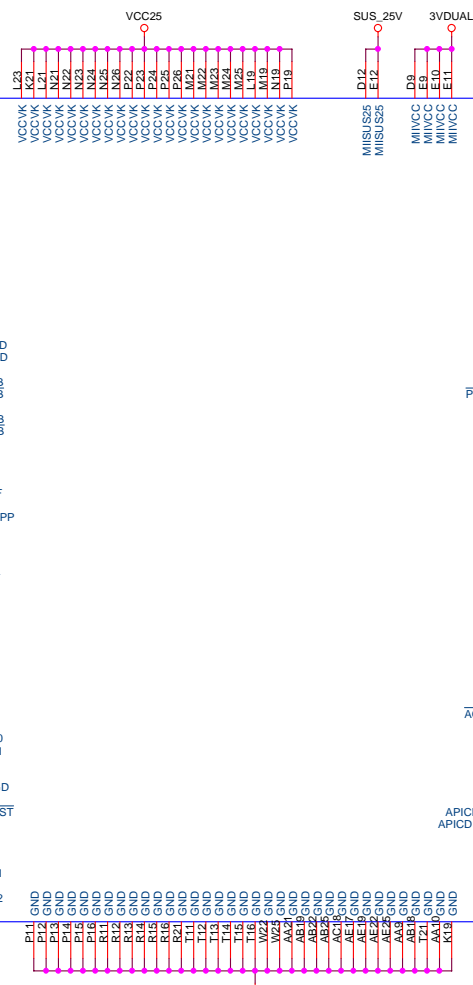 VCC25 SUS_25V 3VDUAL
L23 K21 L21 N21 N22 N23 N24 N25 N26 P22 P23 P24 P25 P26 M21 M22 M23 M24 M25 L19 M19 N19 P19 D12 E12 D9 E9 E10 E11
VCCVK VCCVK VCCVK VCCVK VCCVK VCCVK VCCVK VCCVK VCCVK VCCVK VCCVK VCCVK VCCVK VCCVK VCCVK VCCVK VCCVK VCCVK VCCVK VCCVK VCCVK VCCVK VCCVK MIISUS25 MIISUS25 MIIVCC MIIVCC MIIVCC MIIVCC
D
D
B
B P
B
B
PP
D
ST APIC
APICD
2
GND GND GND GND GND GND GND GND GND GND GND GND GND GND GND GND GND GND GND GND GND GND GND GND GND GND GND GND GND GND GND GND GND GND GND
P11 P12 P13 P14 P15 P16 R11 R12 R13 R14 R15 R16 R21 T11 T12 T13 T14 T15 T16 W22 W25 AA21 AB19 AB22 AB25 AC18 AE17 AE19 AE22 AE25 AA9 AB18 T21 AA10 K19